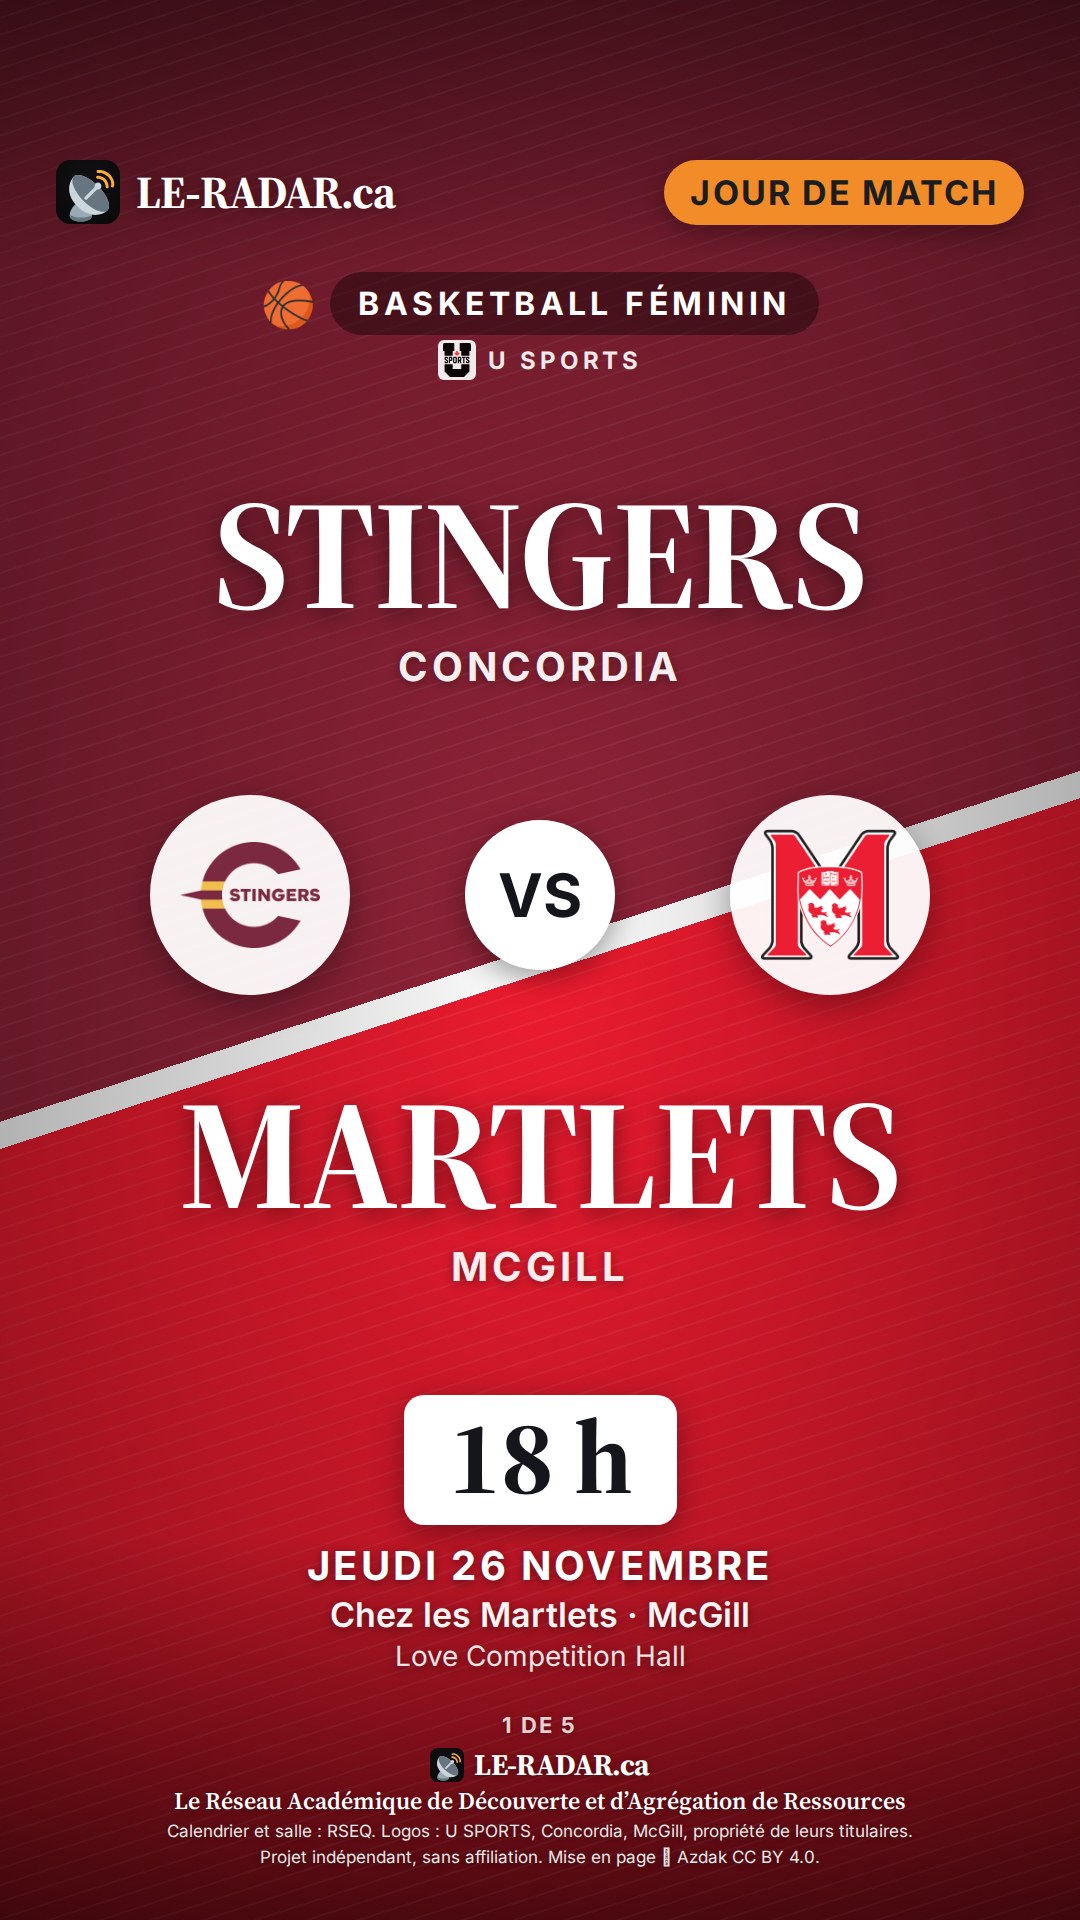 LE-RADAR.ca
JOUR DE MATCH
BASKETBALL FÉMININ
SPORTS
U SPORTS
STINGERS
CONCORDIA
STINGERS
VS
M
MARTLETS
MCGILL
18 h
JEUDI 26 NOVEMBRE
Chez les Martlets · McGill
Love Competition Hall
1 DE 5
LE-RADAR.ca
Le Réseau Académique de Découverte et d’Agrégation de Ressources
Calendrier et salle : RSEQ. Logos : U SPORTS, Concordia, McGill, propriété de leurs titulaires.
Projet indépendant, sans affiliation. Mise en page Azdak CC BY 4.0.